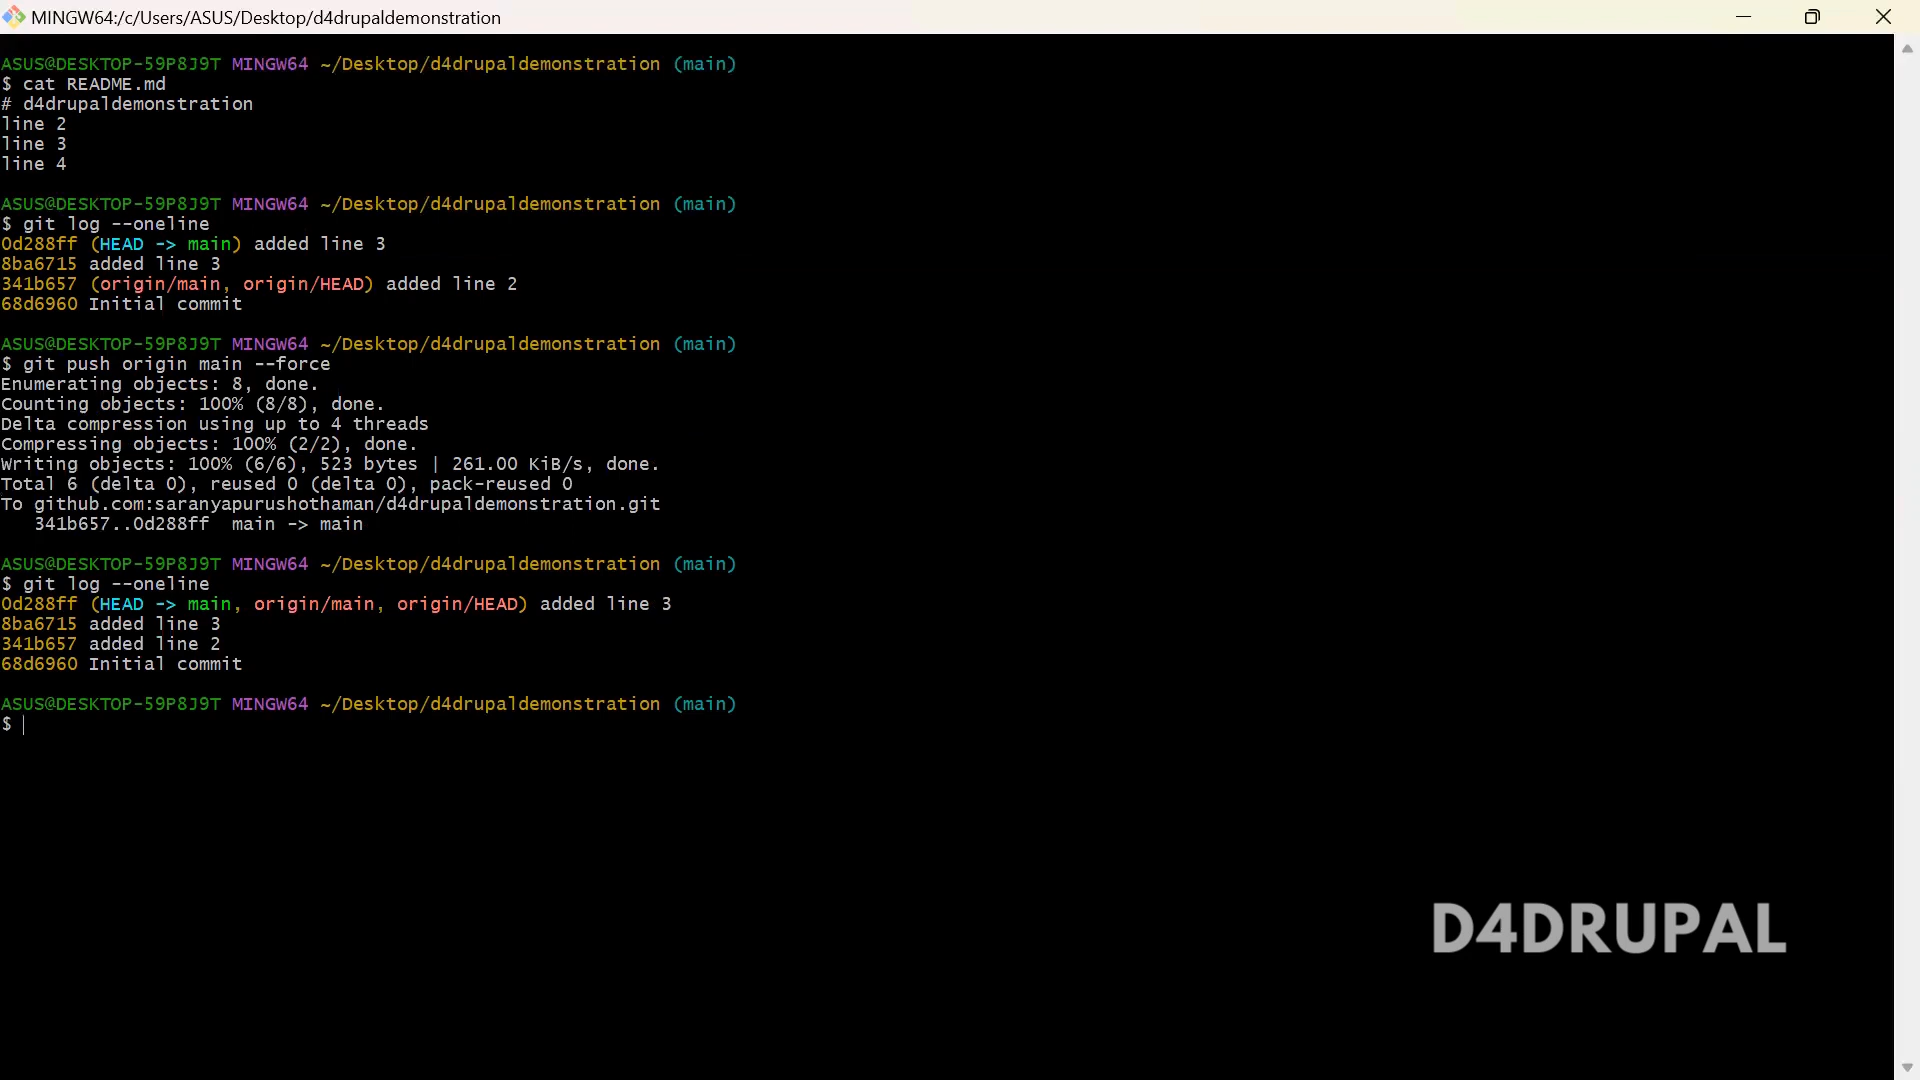 MINGW64:/c/Users/ASUS/Desktop/d4drupaldemonstration
ASUS@DESKTOP-59P8J9T MINGW64 ~/Desktop/d4drupaldemonstration (main)
$ cat README.md
# d4drupaldemonstration
line 2
line 3
line 4
ASUS@DESKTOP-59P8J9T MINGW64 ~/Desktop/d4drupaldemonstration (main)
$ git log --oneline
0d288ff (HEAD -> main) added line 3
8ba6715 added line 3
341b657 (origin/main, origin/HEAD) added line 2
68d6960 Initial commit
ASUS@DESKTOP-59P8J9T MINGW64 ~/Desktop/d4drupaldemonstration (main)
$ git push origin main --force
Enumerating objects: 8, done.
Counting objects: 100% (8/8), done.
Delta compression using up to 4 threads
Compressing objects: 100% (2/2), done.
Writing objects: 100% (6/6), 523 bytes | 261.00 KiB/s, done.
Total 6 (delta 0), reused 0 (delta 0), pack-reused 0
To github.com:saranyapurushothaman/d4drupaldemonstration.git
   341b657..0d288ff  main -> main
ASUS@DESKTOP-59P8J9T MINGW64 ~/Desktop/d4drupaldemonstration (main)
$ git log --oneline
0d288ff (HEAD -> main, origin/main, origin/HEAD) added line 3
8ba6715 added line 3
341b657 added line 2
68d6960 Initial commit
ASUS@DESKTOP-59P8J9T MINGW64 ~/Desktop/d4drupaldemonstration (main)
$
D4DRUPAL